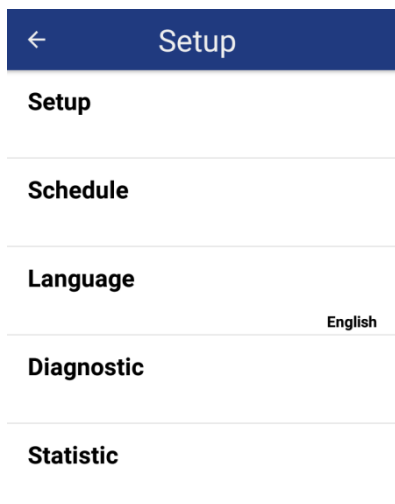 Setup
Setup
Schedule
Language
English
Diagnostic
Statistic